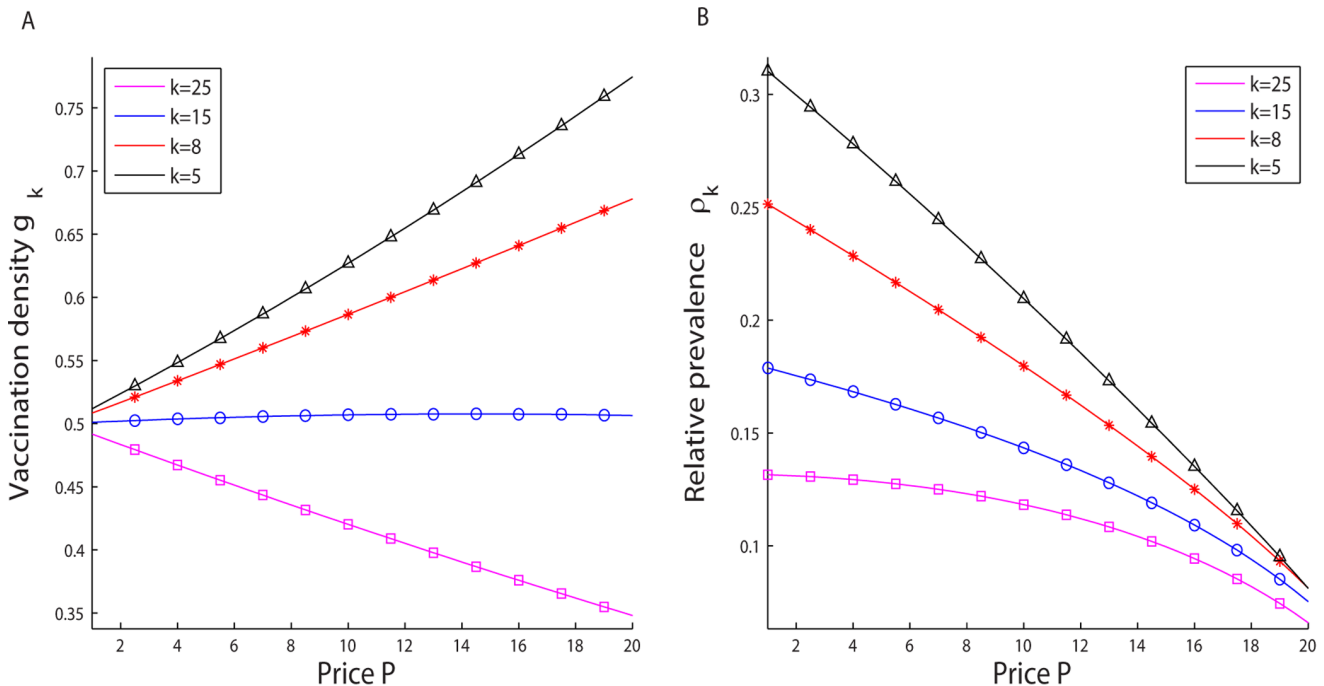 A
k=25
k=15
k=8
k=5
Vaccination density g k
0.75
0.7
0.65
0.6
0.55
0.5
0.45
0.4
0.35
2 4 6 8 10 12 14 16 18 20
Price P
B
k=25
k=15
k=8
k=5
Relative prevalence ρk
0.3
0.25
0.2
0.15
0.1
2 4 6 8 10 12 14 16 18 20
Price P